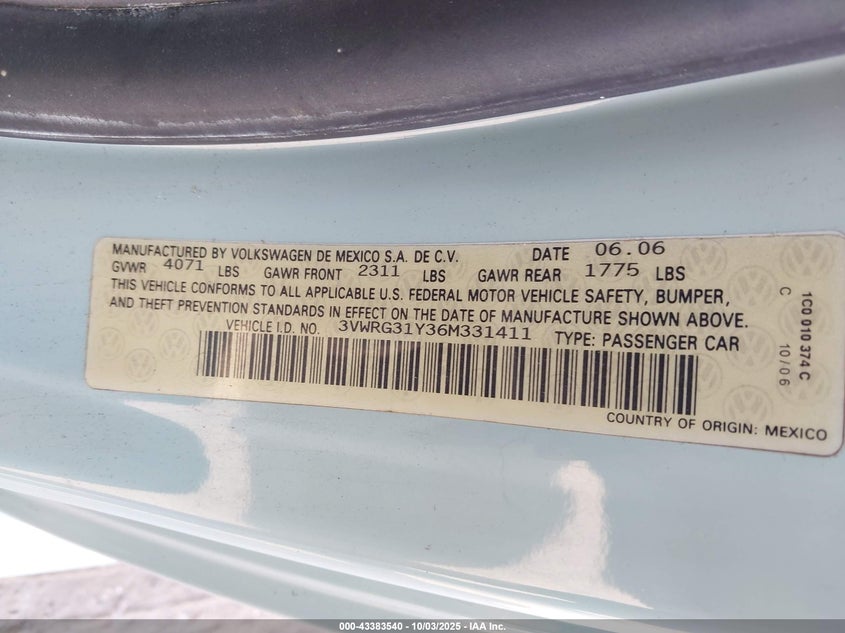 MANUFACTURED BY VOLKSWAGEN DE MEXICO S.A. DE C.V. DATE 06.06
GVWR 4071 LBS GAWR FRONT 2311 LBS GAWR REAR 1775 LBS
THIS VEHICLE CONFORMS TO ALL APPLICABLE U.S. FEDERAL MOTOR VEHICLE SAFETY, BUMPER,
AND THEFT PREVENTION STANDARDS IN EFFECT ON THE DATE OF MANUFACTURE SHOWN ABOVE.
VEHICLE I.D. NO. 3VWRG31Y36M331411 TYPE: PASSENGER CAR
COUNTRY OF ORIGIN: MEXICO
1C0 010 374 C
C 10/06
000-43383540 - 10/03/2025 - IAA Inc.